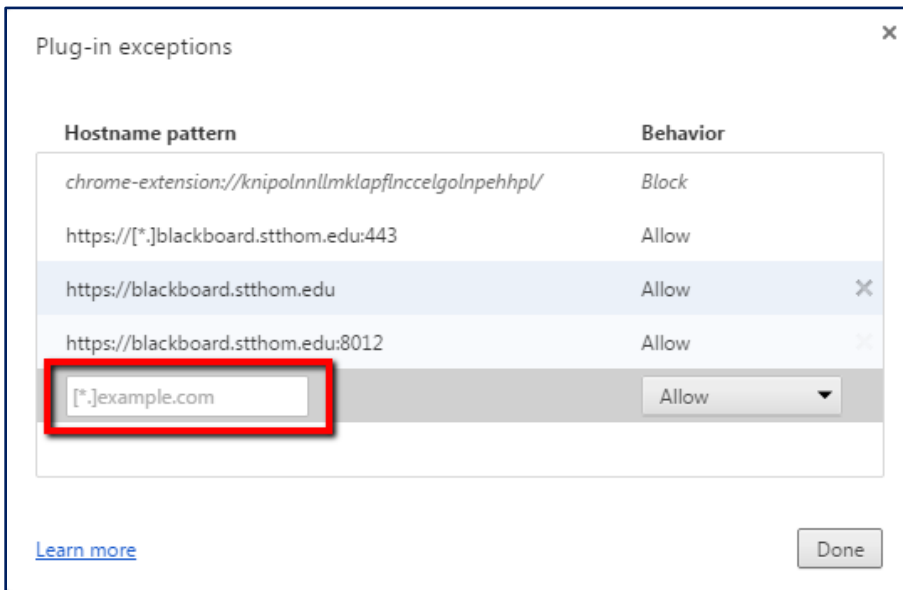 Plug-in exceptions
Hostname pattern Behavior
chrome-extension://knipolnnllmklapflnccelgolnpehhpl/ Block
https://[*.]blackboard.stthom.edu:443 Allow
https://blackboard.stthom.edu Allow
https://blackboard.stthom.edu:8012 Allow
[*.]example.com Allow
Learn more Done